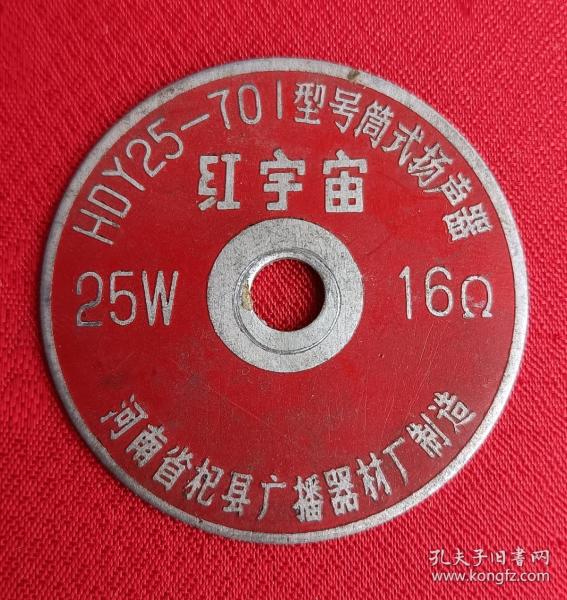 HDY25-701型号筒式扬声器
红宇宙
25W 16Ω
河南省杞县广播器材厂制造
孔夫子旧书网
www.kongfz.com